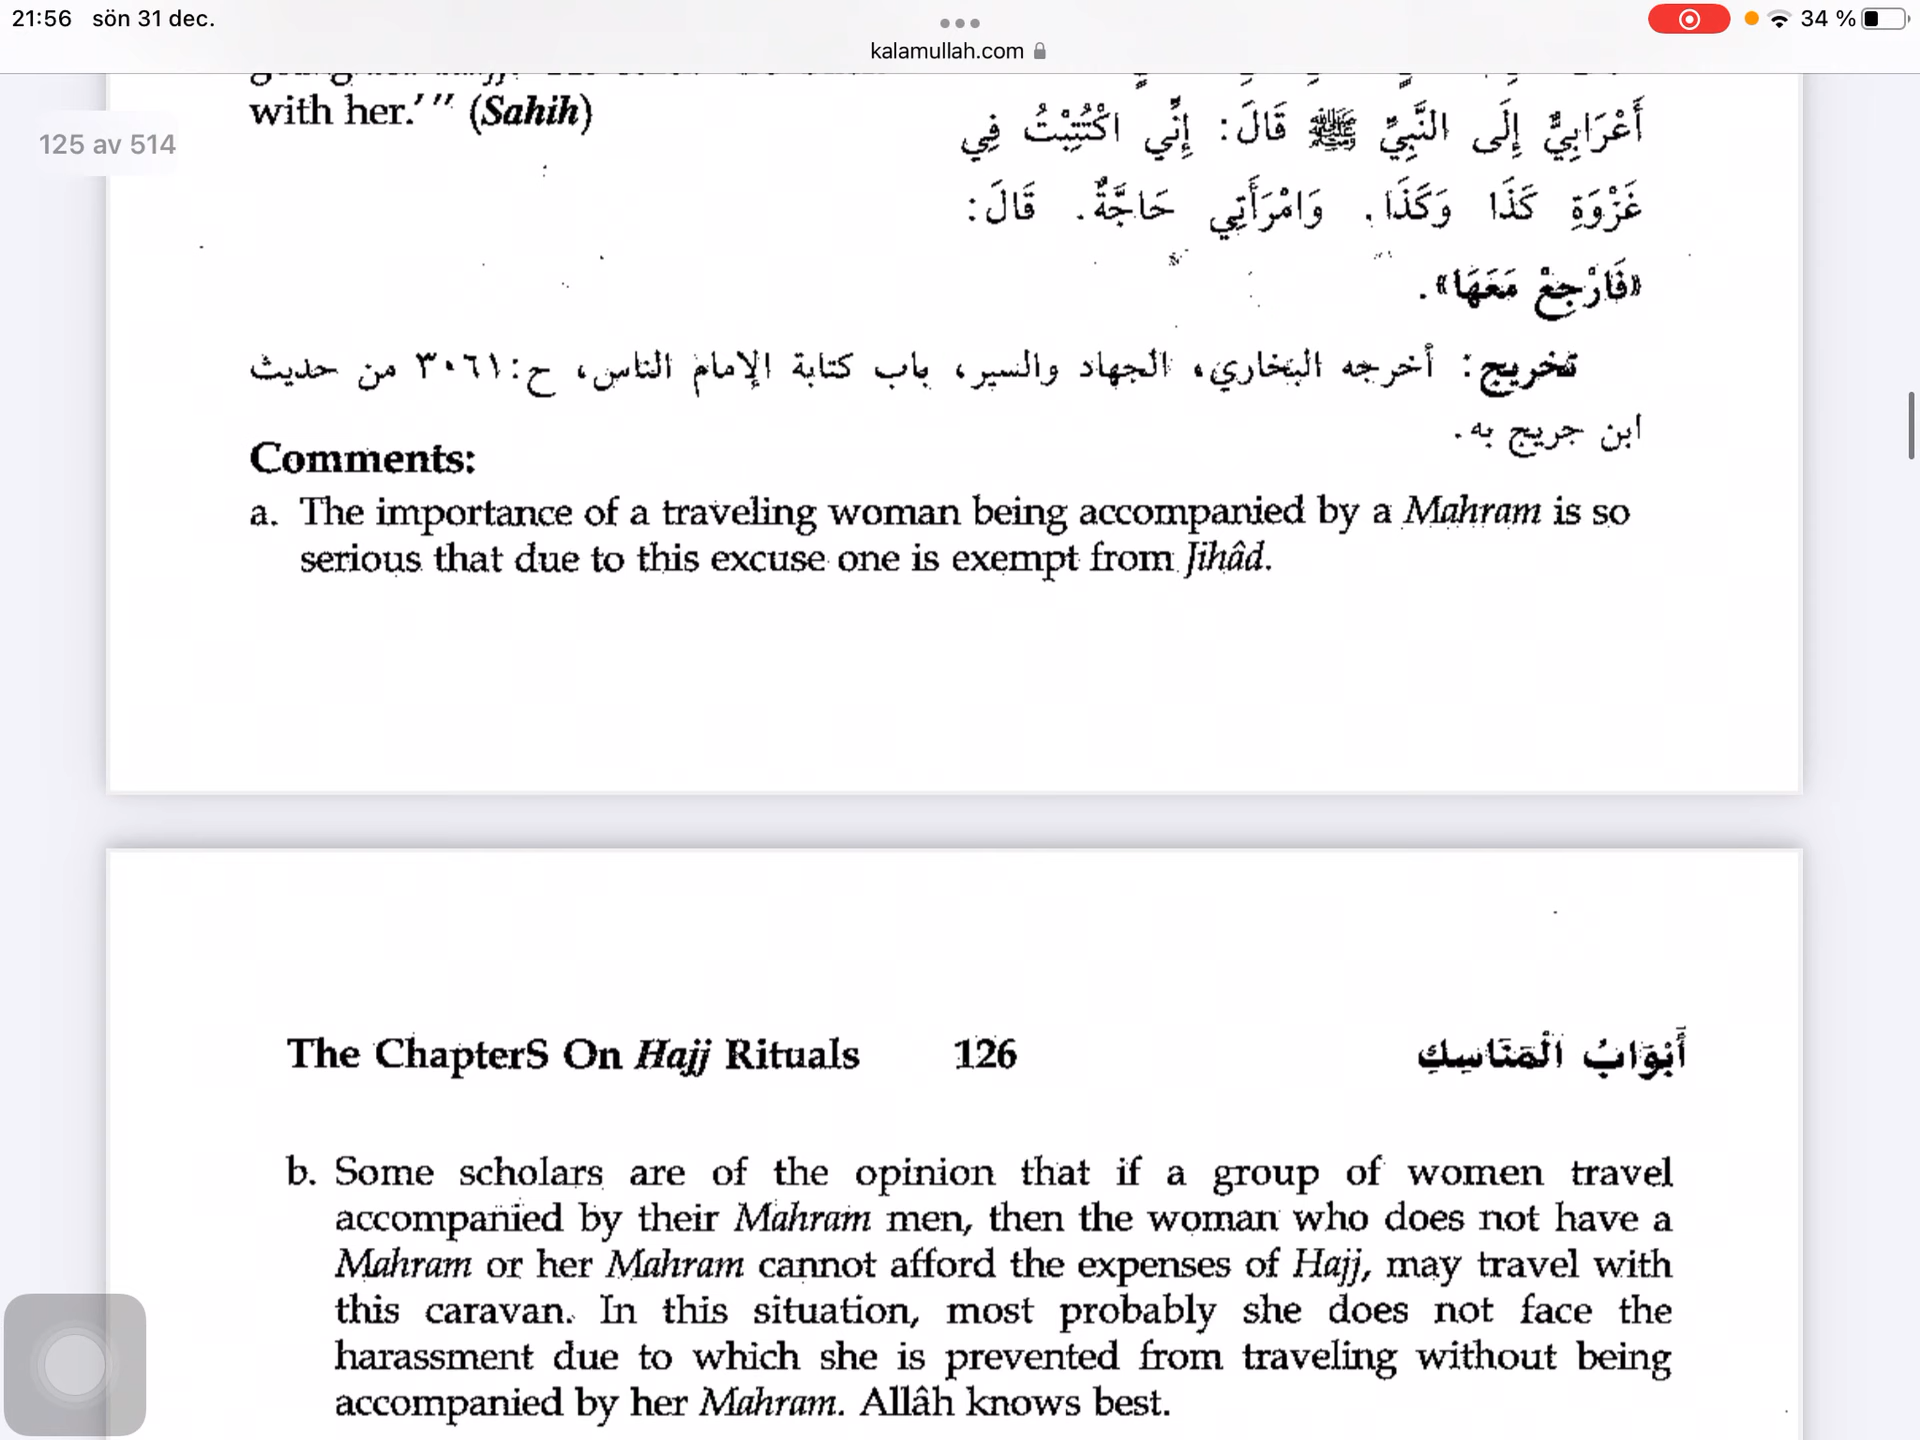 21:56 sön 31 dec.
34 %
kalamullah.com
125 av 514
with her.’” (Sahih)
أَعْرَابِيٌّ إِلَى النَّبِيِّ ﷺ قَالَ: إِنِّي اكْتُتِبْتُ فِي
غَزْوَةِ كَذَا وَكَذَا. وَامْرَأَتِي حَاجَّةٌ. قَالَ:
«فَارْجِعْ مَعَهَا».
تخريج: أخرجه البخاري، الجهاد والسير، باب كتابة الإمام الناس، ح:٣٠٦١ من حديث
ابن جريج به.
Comments:
a. The importance of a traveling woman being accompanied by a Mahram is so
serious that due to this excuse one is exempt from Jihâd.
The ChapterS On Hajj Rituals 126 أَبْوَابُ الْمَنَاسِكِ
b. Some scholars are of the opinion that if a group of women travel
accompanied by their Mahram men, then the woman who does not have a
Mahram or her Mahram cannot afford the expenses of Hajj, may travel with
this caravan. In this situation, most probably she does not face the
harassment due to which she is prevented from traveling without being
accompanied by her Mahram. Allâh knows best.